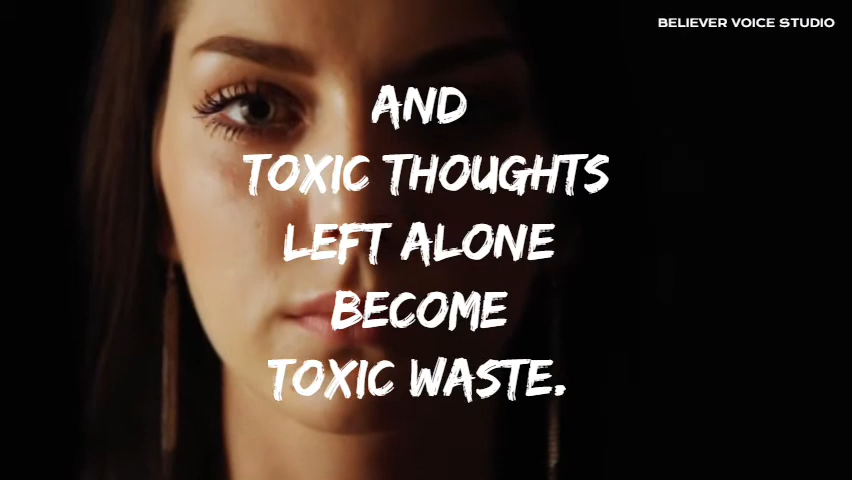 BELIEVER VOICE STUDIO
AND
TOXIC THOUGHTS
LEFT ALONE
BECOME
TOXIC WASTE.